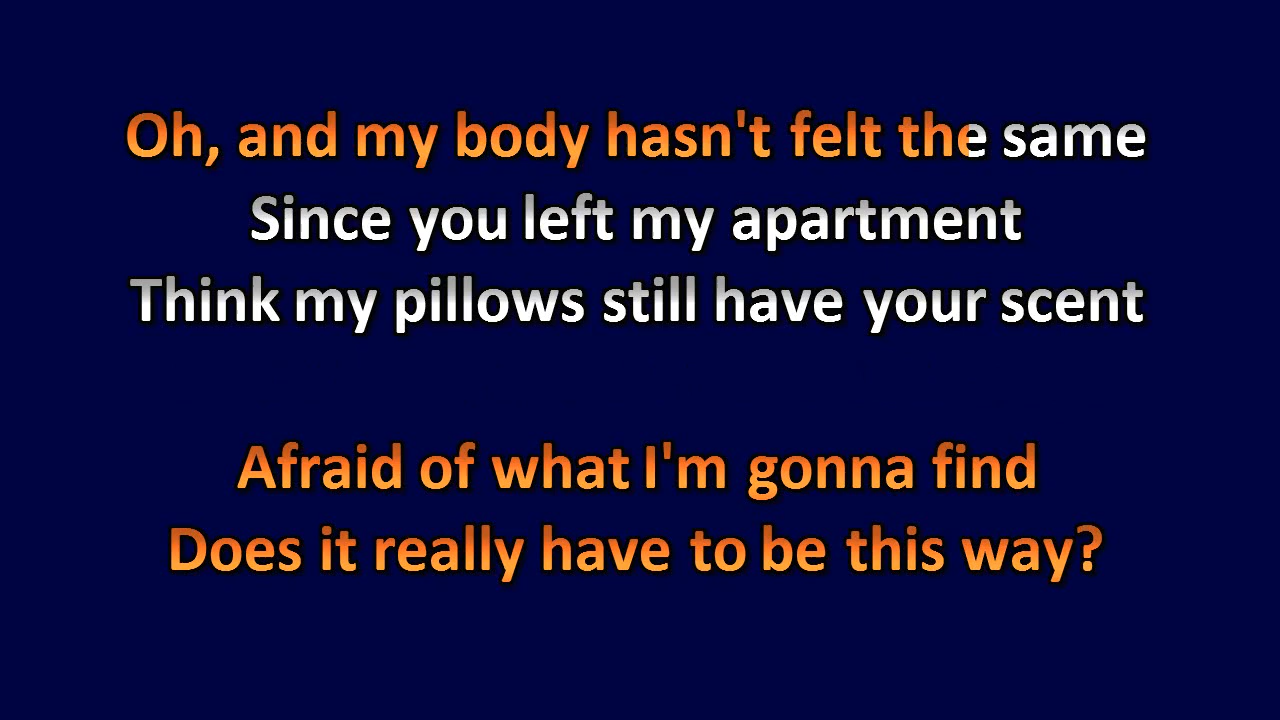 Oh, and my body hasn't felt the same
Since you left my apartment
Think my pillows still have your scent
Afraid of what I'm gonna find
Does it really have to be this way?